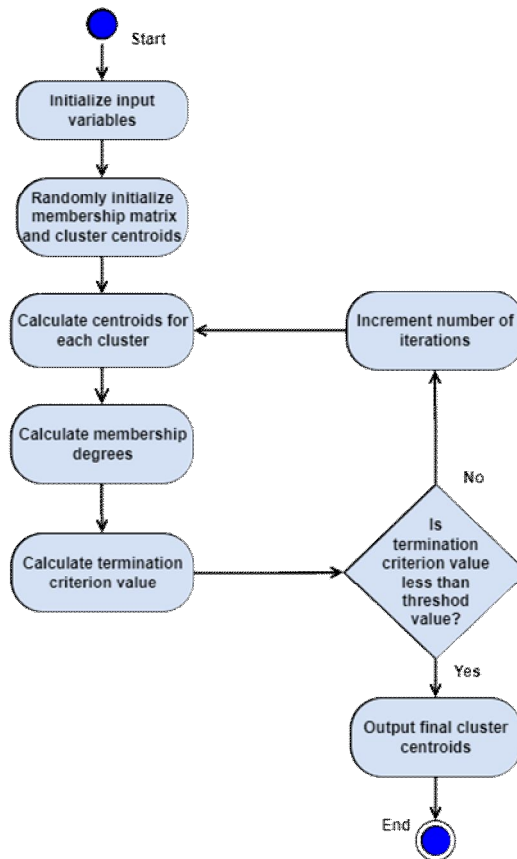 Start
Initialize input
variables
Randomly initialize
membership matrix
and cluster centroids
Calculate centroids for
each cluster
Increment number of
iterations
Calculate membership
degrees
Calculate termination
criterion value
Is
termination
criterion value
less than
threshod
value?
No
Yes
Output final cluster
centroids
End